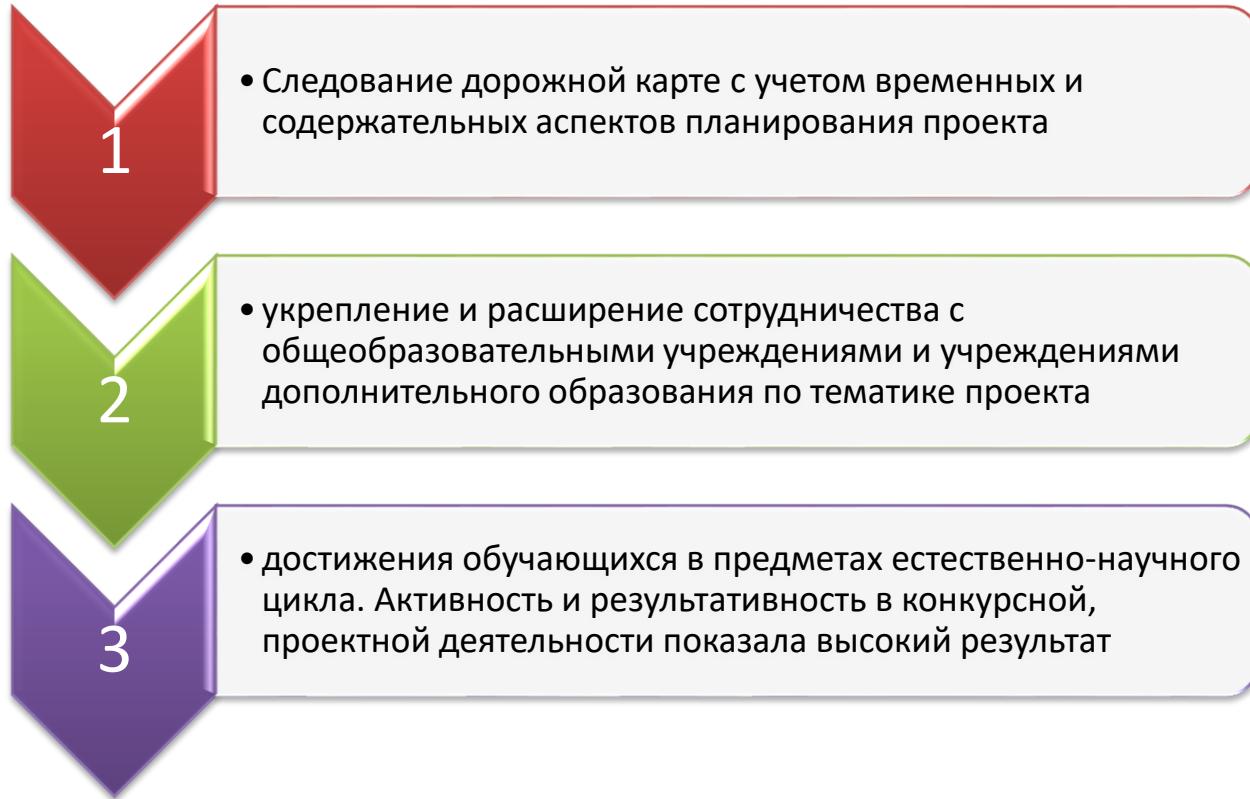 1
• Следование дорожной карте с учетом временных и
содержательных аспектов планирования проекта
2
• укрепление и расширение сотрудничества с
общеобразовательными учреждениями и учреждениями
дополнительного образования по тематике проекта
3
• достижения обучающихся в предметах естественно-научного
цикла. Активность и результативность в конкурсной,
проектной деятельности показала высокий результат